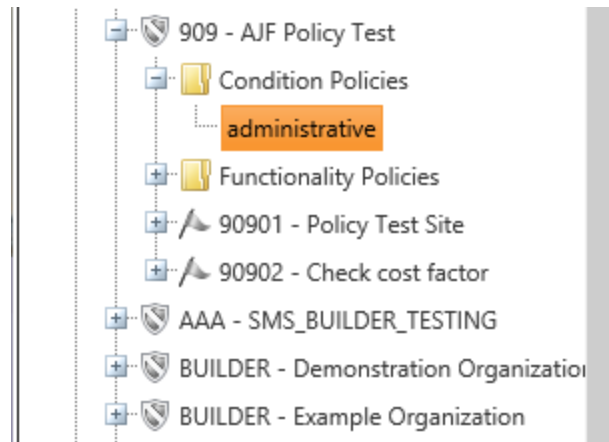 909 - AJF Policy Test
Condition Policies
administrative
Functionality Policies
90901 - Policy Test Site
90902 - Check cost factor
AAA - SMS_BUILDER_TESTING
BUILDER - Demonstration Organization
BUILDER - Example Organization